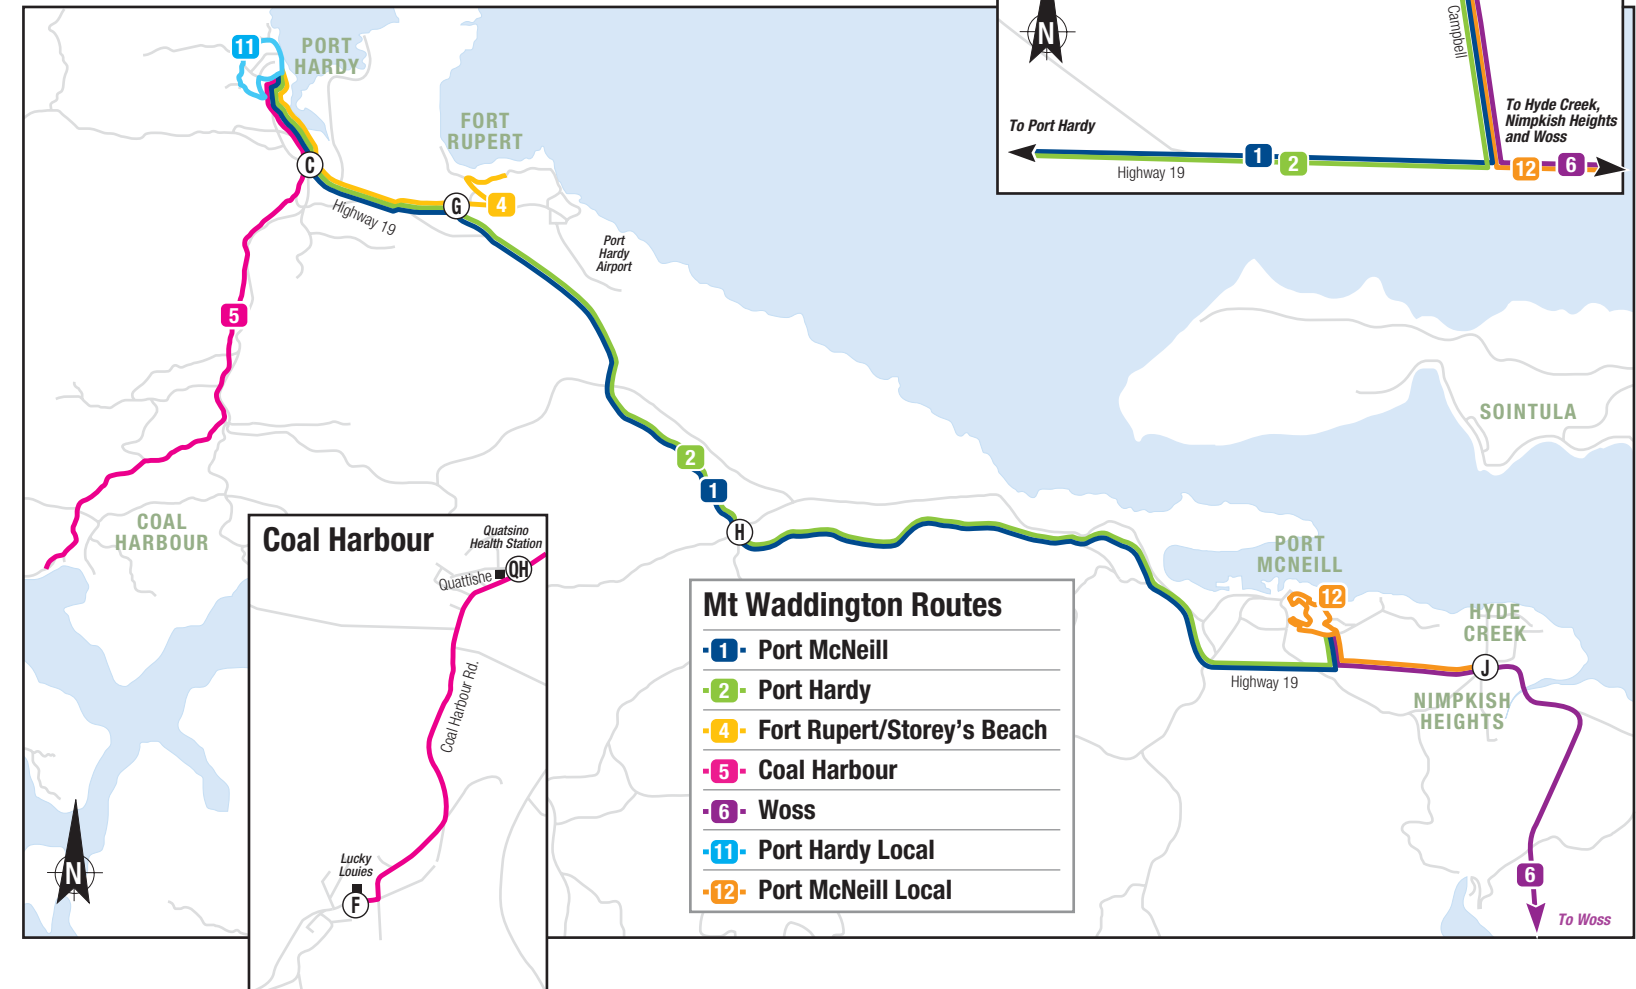 11
PORT
HARDY
FORT
RUPERT
C
Highway 19
G
4
Port
Hardy
Airport
5
2
1
H
COAL
HARBOUR
N
Campbell
To Port Hardy
To Hyde Creek,
Nimpkish Heights
and Woss
1
2
12
6
Highway 19
SOINTULA
PORT
MCNEILL
12
HYDE
CREEK
J
Highway 19
NIMPKISH
HEIGHTS
6
To Woss
N
Coal Harbour
Quatsino
Health Station
QH
Quattishe
Coal Harbour Rd.
Lucky
Louies
F
Mt Waddington Routes
1 Port McNeill
2 Port Hardy
4 Fort Rupert/Storey's Beach
5 Coal Harbour
6 Woss
11 Port Hardy Local
12 Port McNeill Local